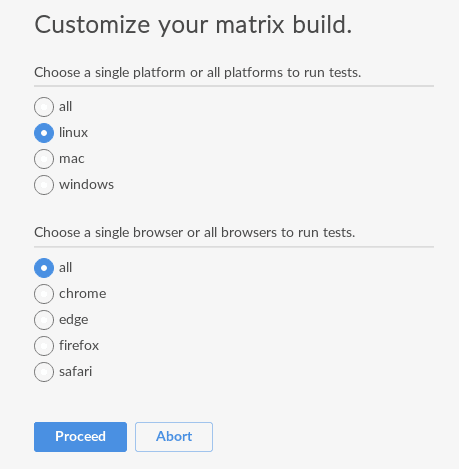 Customize your matrix build.
Choose a single platform or all platforms to run tests.
all
linux
mac
windows
Choose a single browser or all browsers to run tests.
all
chrome
edge
firefox
safari
Proceed Abort